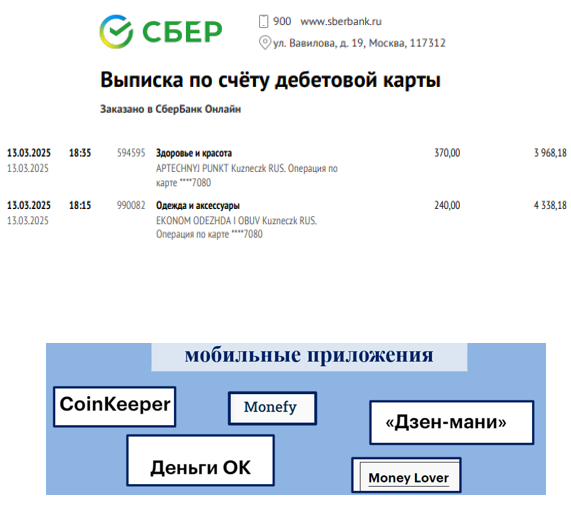 СБЕР
900 www.sberbank.ru
ул. Вавилова, д. 19, Москва, 117312
Выписка по счёту дебетовой карты
Заказано в СберБанк Онлайн
13.03.2025 18:35 594595 Здоровье и красота 370,00 3 968,18
13.03.2025 APTECHNYJ PUNKT Kuzneczk RUS. Операция по
карте ****7080
13.03.2025 18:15 990082 Одежда и аксессуары 240,00 4 338,18
13.03.2025 EKONOM ODEZHDA I OBUV Kuzneczk RUS.
Операция по карте ****7080
мобильные приложения
CoinKeeper
Monefy
«Дзен-мани»
Деньги ОК
Money Lover